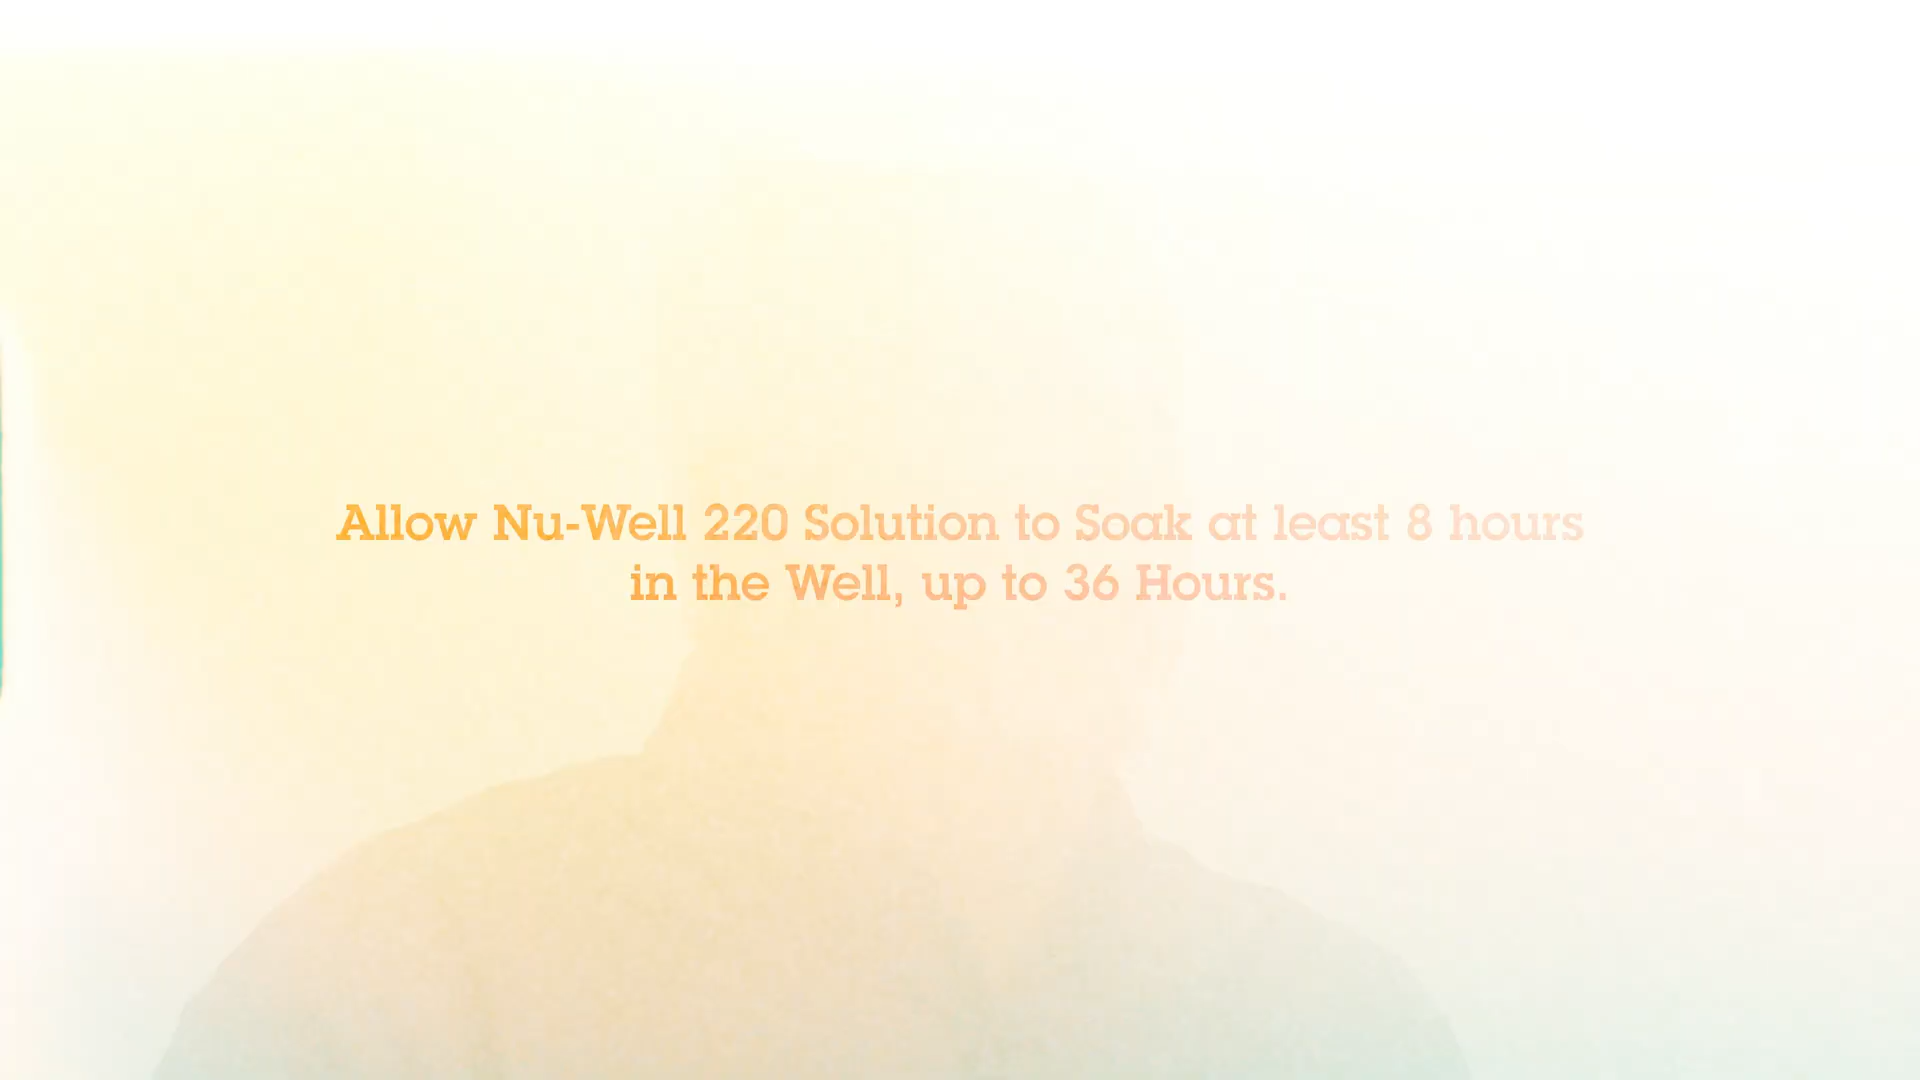 Allow Nu-Well 220 Solution to Soak at least 8 hours
in the Well, up to 36 Hours.